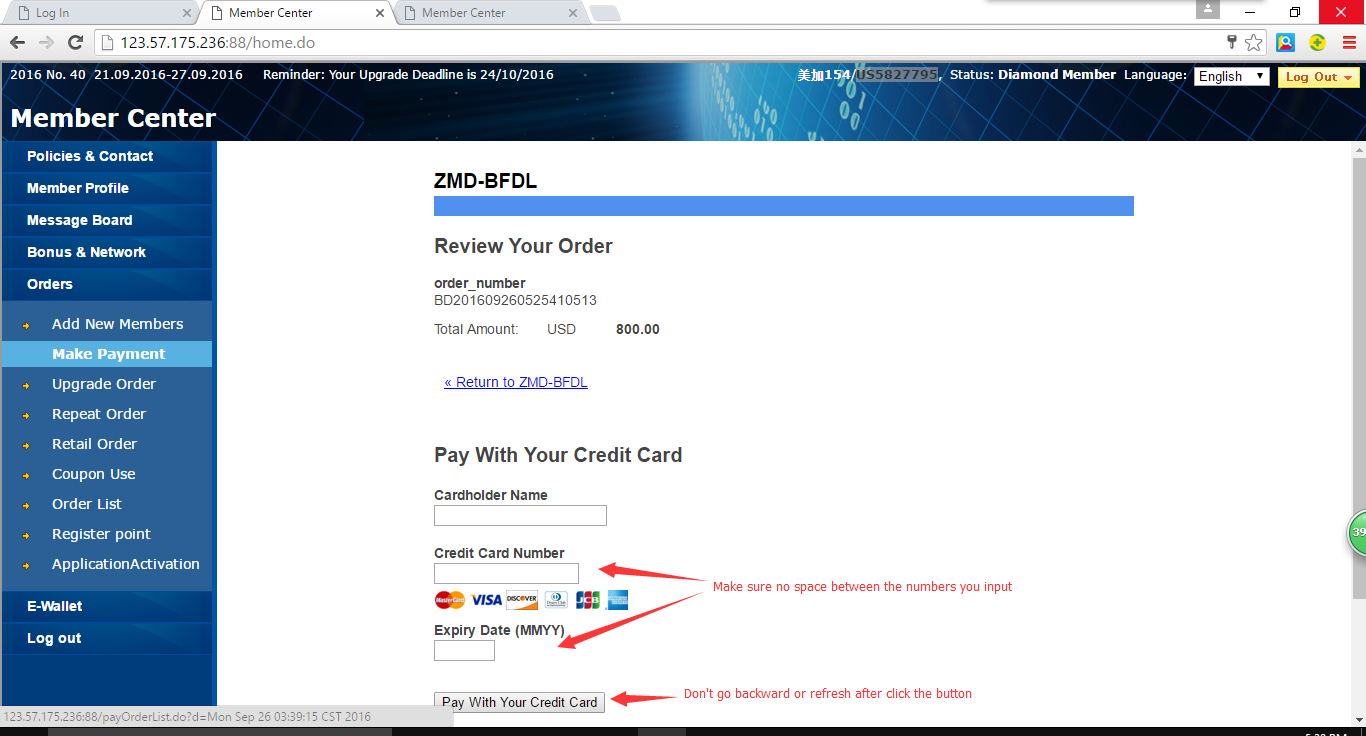 Log In
Member Center
Member Center
123.57.175.236:88/home.do
2016 No. 40 21.09.2016-27.09.2016 Reminder: Your Upgrade Deadline is 24/10/2016
美加154/US5827795, Status: Diamond Member Language: English Log Out
Member Center
Policies & Contact
Member Profile
Message Board
Bonus & Network
Orders
Add New Members
Make Payment
Upgrade Order
Repeat Order
Retail Order
Coupon Use
Order List
Register point
ApplicationActivation
E-Wallet
Log out
ZMD-BFDL
Review Your Order
order_number
BD201609260525410513
Total Amount: USD 800.00
« Return to ZMD-BFDL
Pay With Your Credit Card
Cardholder Name
Credit Card Number
Make sure no space between the numbers you input
MasterCard VISA DISCOVER JCB
Expiry Date (MMYY)
Pay With Your Credit Card
Don't go backward or refresh after click the button
39
123.57.175.236:88/payOrderList.do?d=Mon Sep 26 03:39:15 CST 2016